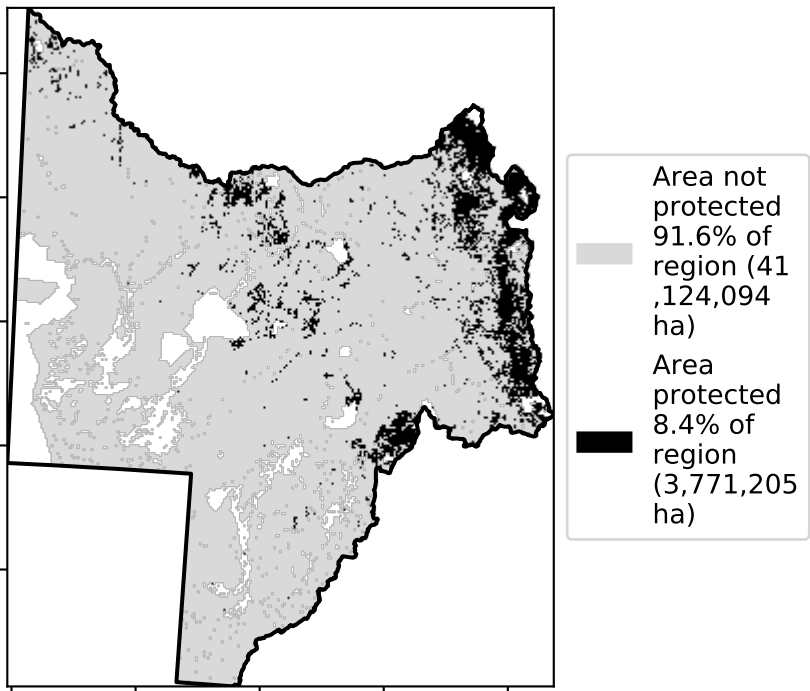 Area not
protected
91.6% of
region (41
,124,094
ha)
Area
protected
8.4% of
region
(3,771,205
ha)